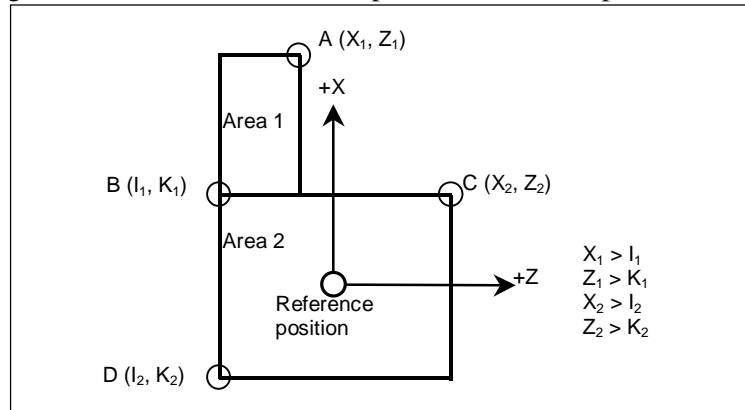 A (X₁, Z₁)
+X
Area 1
B (I₁, K₁)
C (X₂, Z₂)
Area 2
X₁ > I₁
+Z
Z₁ > K₁
Reference
X₂ > I₂
position
Z₂ > K₂
D (I₂, K₂)